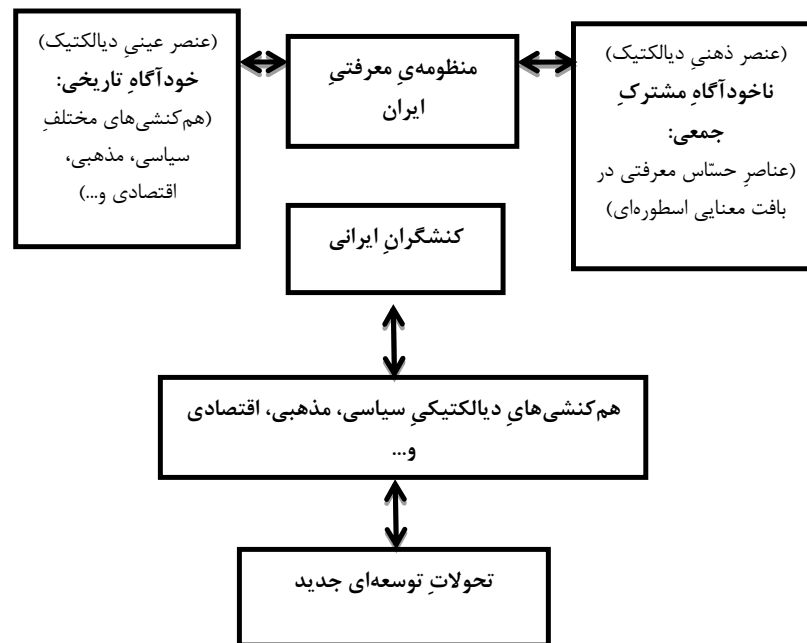 (عنصر ذهنیِ دیالکتیک)
ناخودآگاهِ مشترکِ
جمعی:
(عناصرِ حسّاس معرفتی در
بافت معنایی اسطوره‌ای)
منظومه‌یِ معرفتیِ
ایران
(عنصر عینیِ دیالکتیک)
خودآگاهِ تاریخی:
(هم‌کنشی‌های مختلفِ
سیاسی، مذهبی،
اقتصادی و...)
کنشگرانِ ایرانی
هم‌کنشی‌هایِ دیالکتیکیِ سیاسی، مذهبی، اقتصادی
و...
تحولاتِ توسعه‌ای جدید